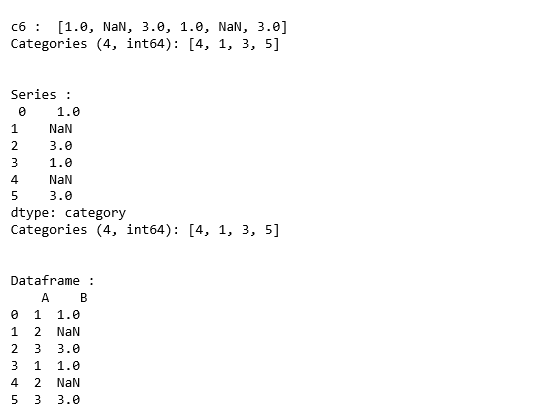 c6 :  [1.0, NaN, 3.0, 1.0, NaN, 3.0]
Categories (4, int64): [4, 1, 3, 5]
Series :
 0    1.0
1    NaN
2    3.0
3    1.0
4    NaN
5    3.0
dtype: category
Categories (4, int64): [4, 1, 3, 5]
Dataframe :
    A    B
0  1  1.0
1  2  NaN
2  3  3.0
3  1  1.0
4  2  NaN
5  3  3.0